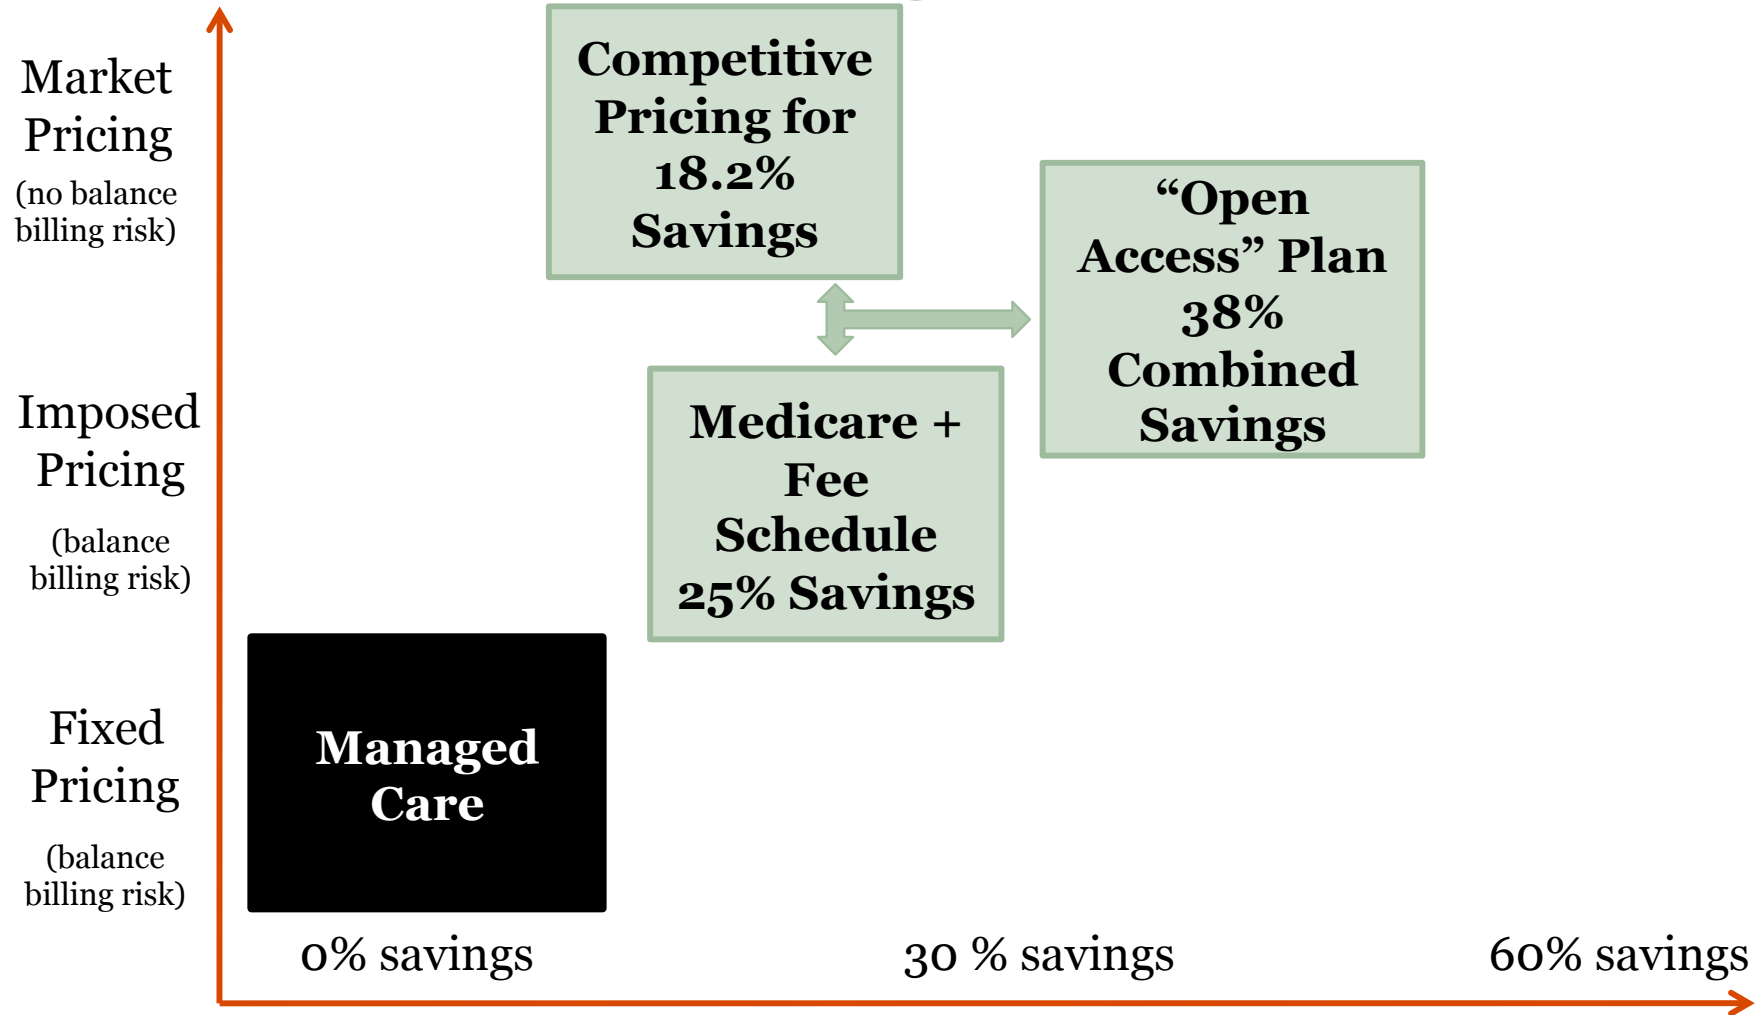 Market
Pricing
(no balance
billing risk)
Competitive
Pricing for
18.2%
Savings
“Open
Access” Plan
38%
Combined
Savings
Imposed
Pricing
(balance
billing risk)
Medicare +
Fee
Schedule
25% Savings
Fixed
Pricing
(balance
billing risk)
Managed
Care
0% savings
30 % savings
60% savings